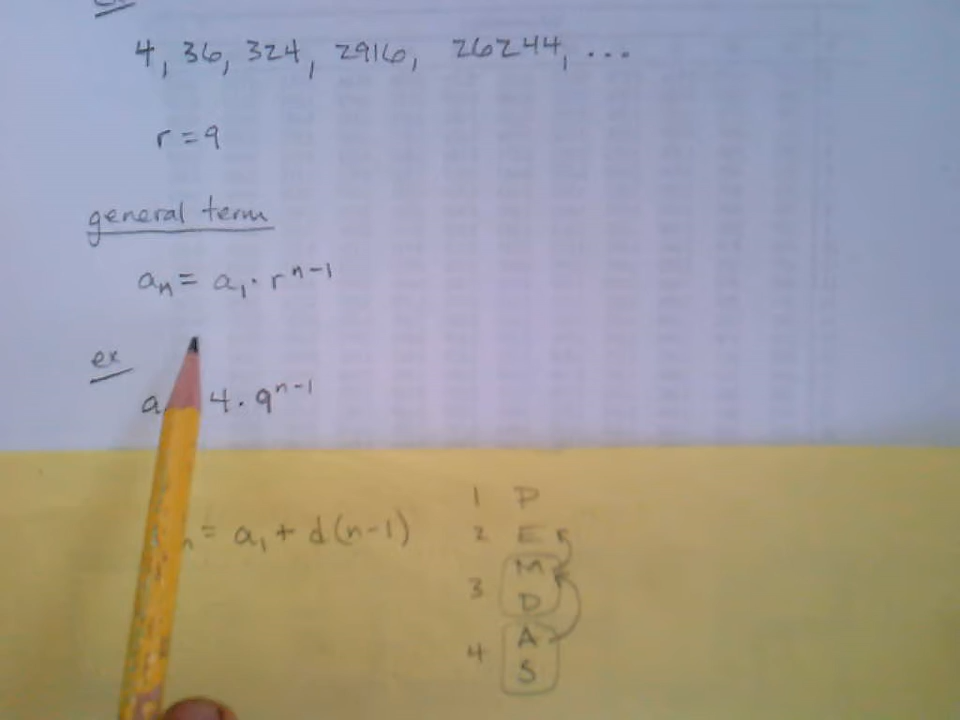 4, 36, 324, 2916, 26244, ...
r = 9
general term
aₙ = a₁ · rⁿ⁻¹
ex
a 4 · 9ⁿ⁻¹
ₙ = a₁ + d(n-1)
1 P
2 E
3 M
D
4 A
S